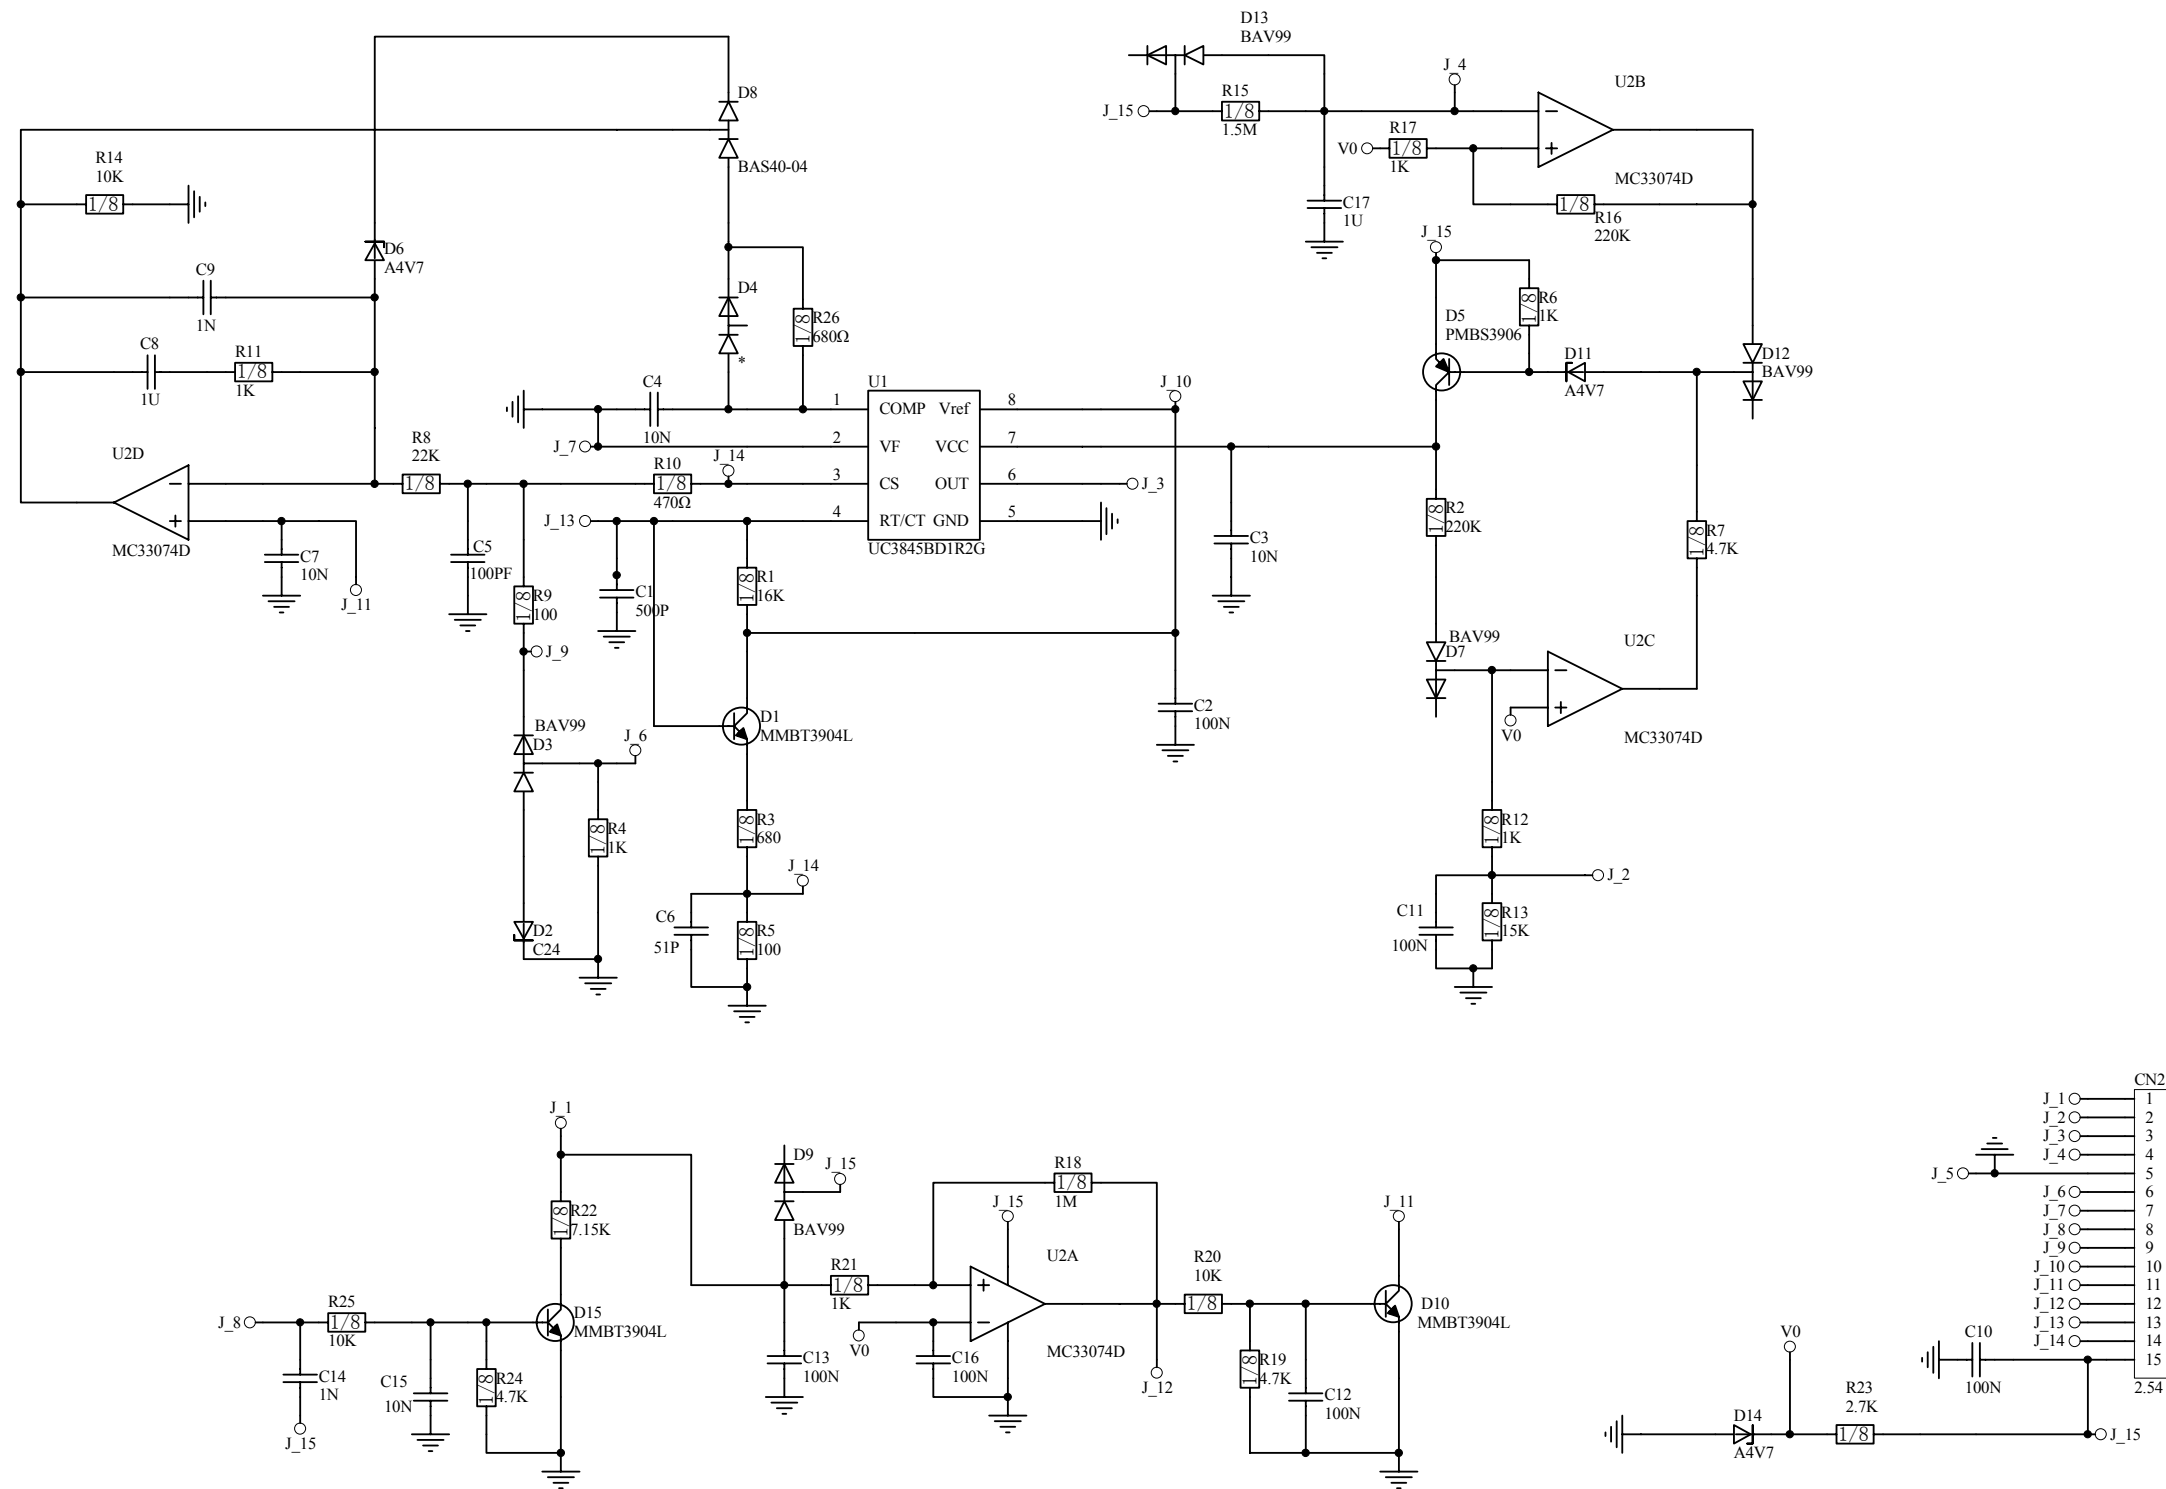 D13
BAV99
J_4
U2B
D8
J_15
R15
1/8
1.5M
R17
V0
1/8
1K
MC33074D
BAS40-04
R14
10K
1/8
C17
1U
1/8
R16
220K
J_15
D6
A4V7
C9
1N
D4
*
1/8
R26
680Ω
1/8
R6
1K
D5
PMBS3906
D11
A4V7
D12
BAV99
C8
1U
R11
1/8
1K
C4
10N
U1
J_10
1
COMP
Vref
8
J_7
2
VF
VCC
7
3
CS
OUT
6
J_3
J_13
4
RT/CT
GND
5
UC3845BD1R2G
U2D
MC33074D
R8
22K
1/8
R10
1/8
470Ω
J_14
C7
10N
J_11
C5
100PF
1/8
R9
100
C1
500P
1/8
R1
16K
C3
10N
1/8
R2
220K
1/8
R7
4.7K
J_9
BAV99
D7
U2C
V0
MC33074D
C2
100N
D1
MMBT3904L
BAV99
D3
J_6
1/8
R4
1K
1/8
R3
680
J_14
1/8
R12
1K
J_2
D2
C24
C6
51P
1/8
R5
100
C11
100N
1/8
R13
15K
J_1
1/8
R22
7.15K
D9
J_15
BAV99
R18
1/8
1M
J_15
U2A
J_11
R21
1/8
1K
V0
MC33074D
R20
10K
1/8
D10
MMBT3904L
J_8
R25
1/8
10K
D15
MMBT3904L
C14
1N
J_15
C15
10N
1/8
R24
4.7K
C13
100N
C16
100N
J_12
1/8
R19
4.7K
C12
100N
CN2
J_1
1
J_2
2
J_3
3
J_4
4
J_5
5
J_6
6
J_7
7
J_8
8
J_9
9
J_10
10
J_11
11
J_12
12
J_13
13
J_14
14
15
2.54
C10
100N
V0
R23
2.7K
1/8
D14
A4V7
J_15